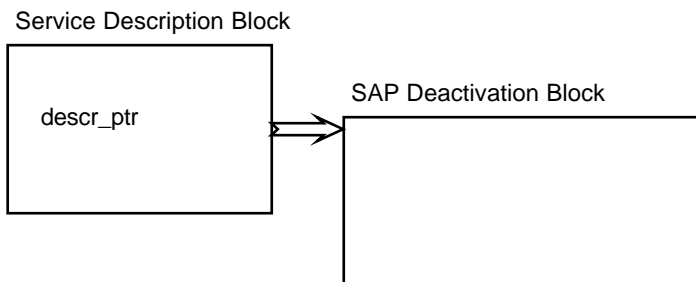 Service Description Block
SAP Deactivation Block
descr_ptr